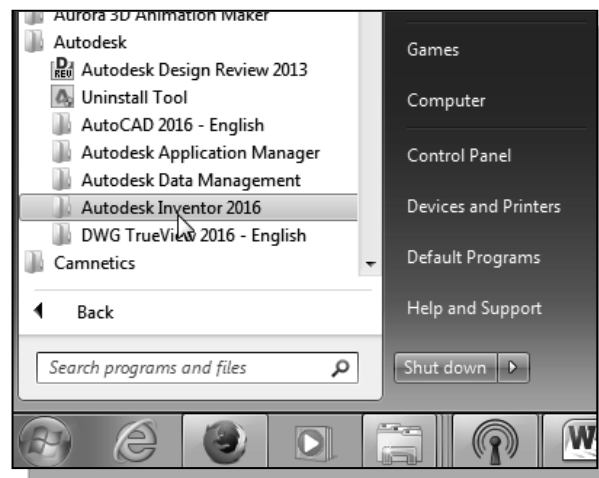 Aurora 3D Animation Maker
Autodesk
D
REV
Autodesk Design Review 2013
Uninstall Tool
AutoCAD 2016 - English
Autodesk Application Manager
Autodesk Data Management
Autodesk Inventor 2016
DWG TrueView 2016 - English
Camnetics
Back
Search programs and files
Games
Computer
Control Panel
Devices and Printers
Default Programs
Help and Support
Shut down
W